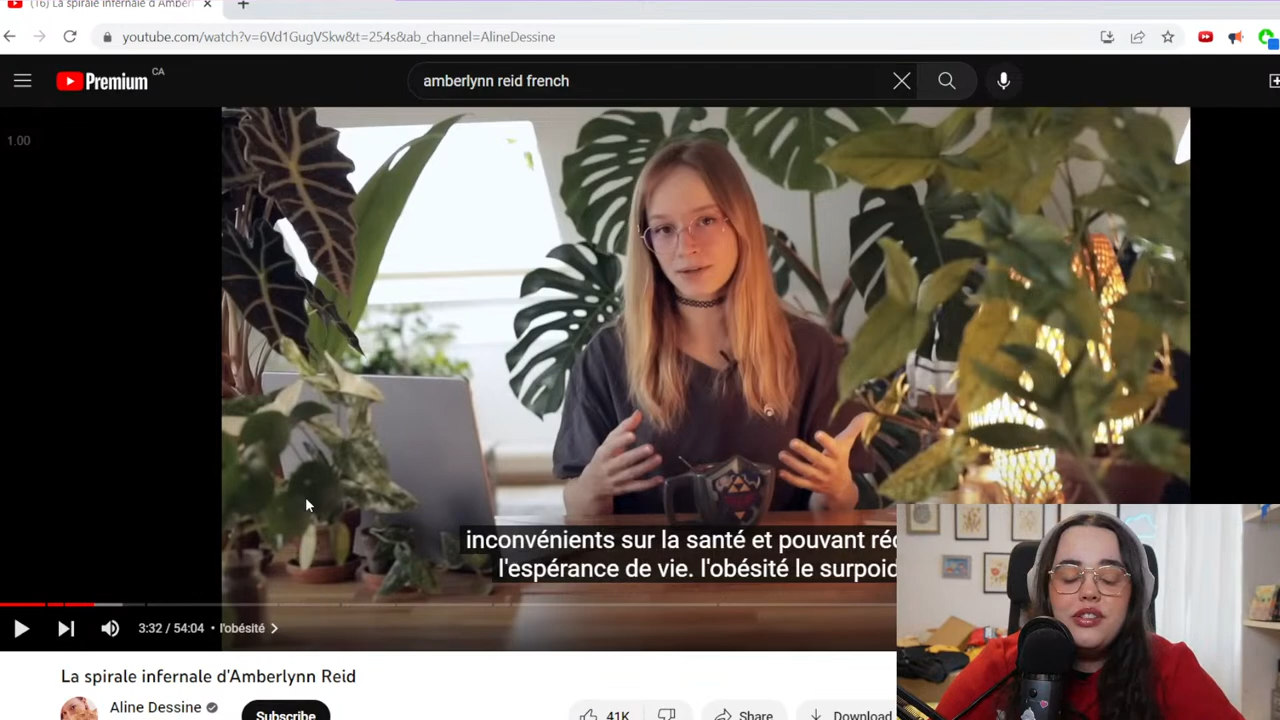 (16) La spirale infernale d'Amberl
youtube.com/watch?v=6Vd1GugVSkw&t=254s&ab_channel=AlineDessine
Premium CA
amberlynn reid french
1.00
inconvénients sur la santé et pouvant réd
l'espérance de vie. l'obésité le surpoid
3:32 / 54:04 • l'obésité
La spirale infernale d'Amberlynn Reid
Aline Dessine
Subscribe
41K
Share
Download